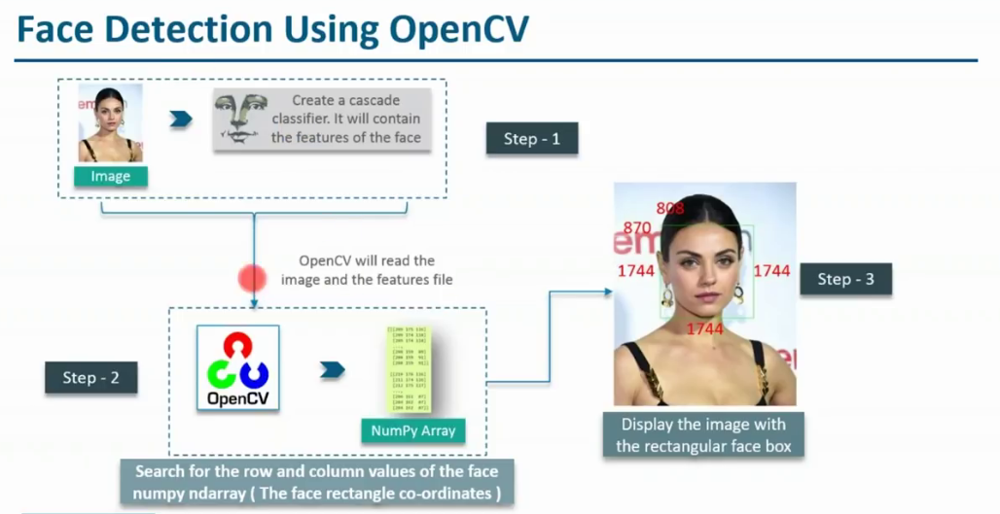 Face Detection Using OpenCV
Create a cascade
classifier. It will contain
the features of the face
Image
Step - 1
OpenCV will read the
image and the features file
808
870
1744
1744
1744
Step - 3
Step - 2
OpenCV
NumPy Array
Display the image with
the rectangular face box
Search for the row and column values of the face
numpy ndarray ( The face rectangle co-ordinates )